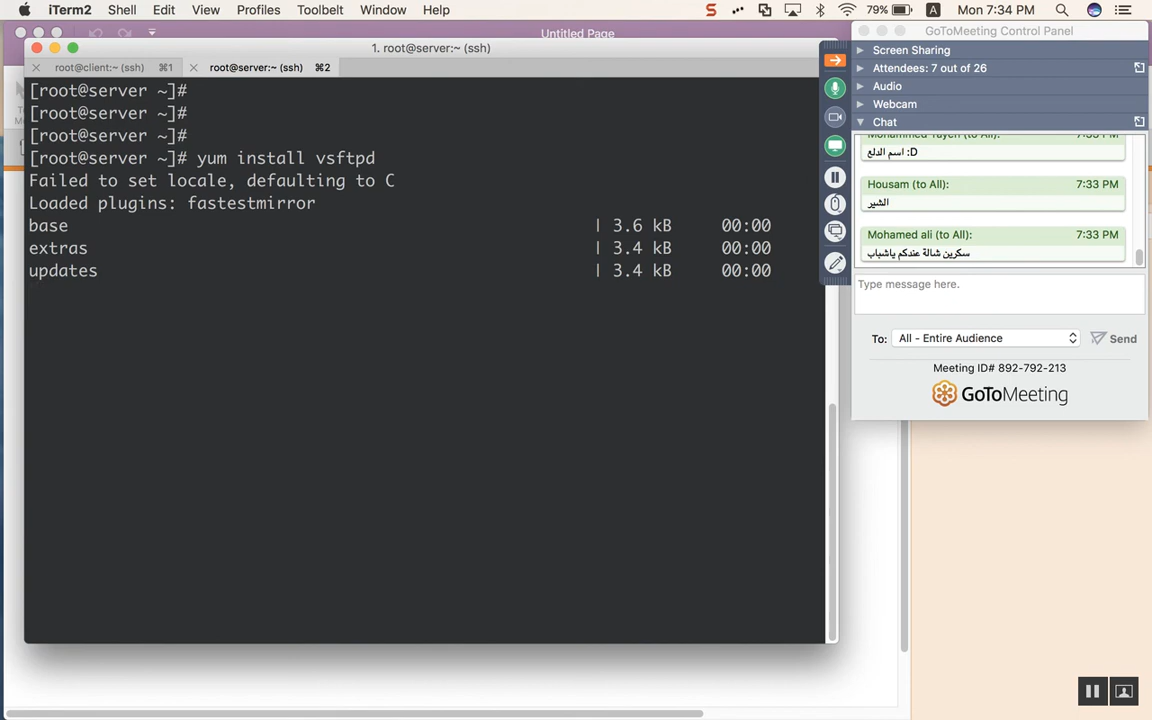 iTerm2 Shell Edit View Profiles Toolbelt Window Help
79% A Mon 7:34 PM
Untitled Page
1. root@server:~ (ssh)
root@client:~ (ssh) ⌘1 root@server:~ (ssh) ⌘2
[root@server ~]#
[root@server ~]#
[root@server ~]#
[root@server ~]# yum install vsftpd
Failed to set locale, defaulting to C
Loaded plugins: fastestmirror
base | 3.6 kB 00:00
extras | 3.4 kB 00:00
updates | 3.4 kB 00:00
GoToMeeting Control Panel
Screen Sharing
Attendees: 7 out of 26
Audio
Webcam
Chat
(to All): 7:33 PM
اسم الدلع :D
Housam (to All): 7:33 PM
الشير
Mohamed ali (to All): 7:33 PM
سكرين شالة عندكم ياشباب
Type message here.
To: All - Entire Audience Send
Meeting ID# 892-792-213
GoToMeeting